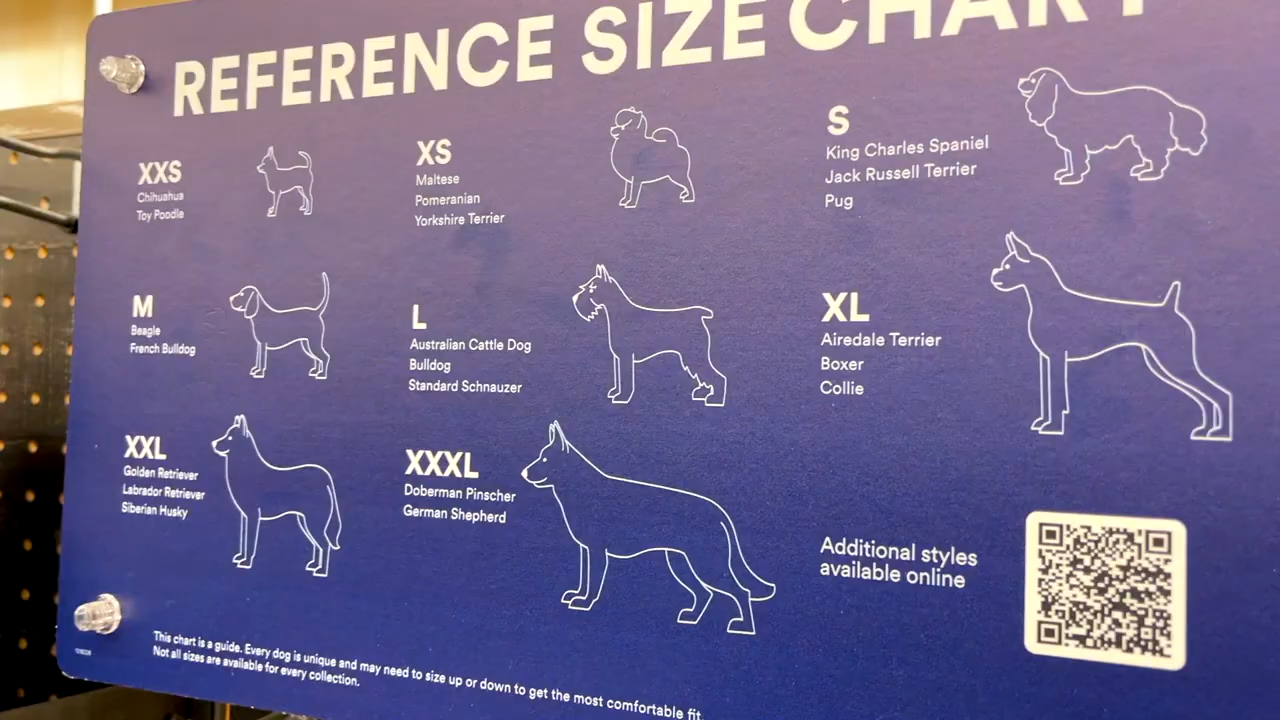 REFERENCE SIZE CHART
XXS
Chihuahua
Toy Poodle
XS
Maltese
Pomeranian
Yorkshire Terrier
S
King Charles Spaniel
Jack Russell Terrier
Pug
M
Beagle
French Bulldog
L
Australian Cattle Dog
Bulldog
Standard Schnauzer
XL
Airedale Terrier
Boxer
Collie
XXL
Golden Retriever
Labrador Retriever
Siberian Husky
XXXL
Doberman Pinscher
German Shepherd
Additional styles
available online
This chart is a guide. Every dog is unique and may need to size up or down to get the most comfortable fit.
Not all sizes are available for every collection.